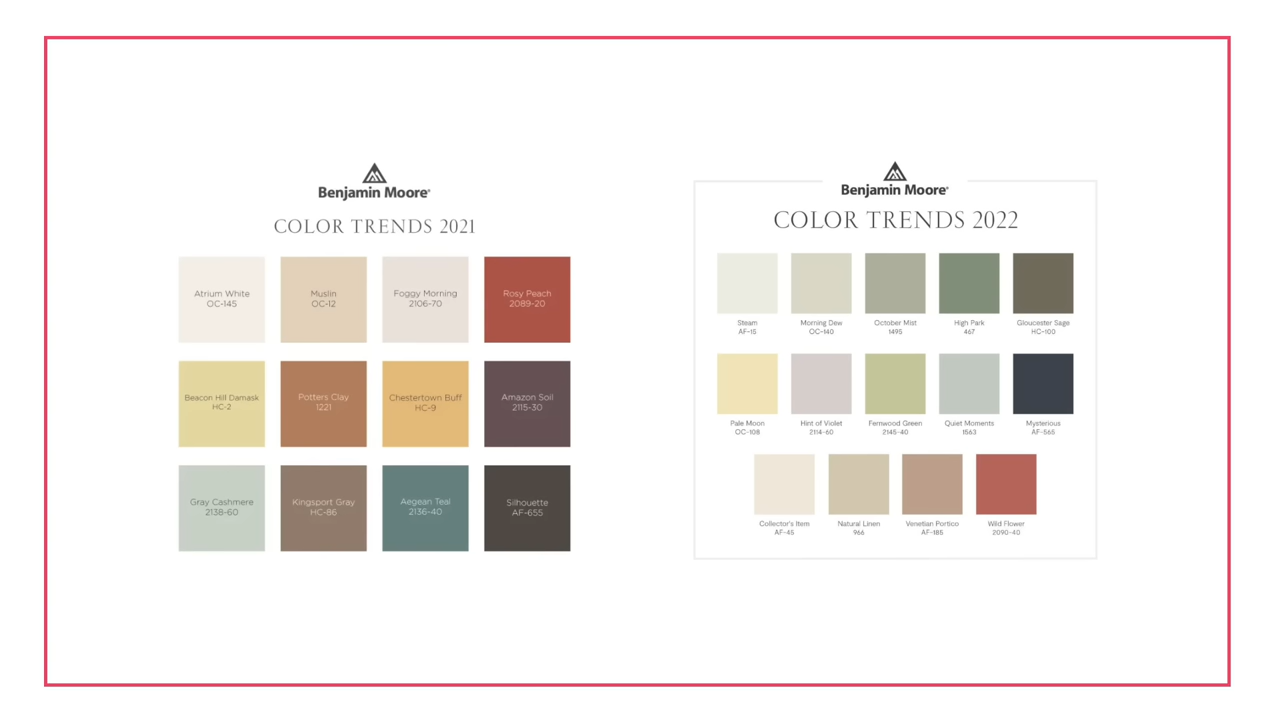 Benjamin Moore®
COLOR TRENDS 2021
Atrium White
OC-145
Muslin
OC-12
Foggy Morning
2106-70
Rosy Peach
2089-20
Beacon Hill Damask
HC-2
Potters Clay
1221
Chestertown Buff
HC-9
Amazon Soil
2115-30
Gray Cashmere
2138-60
Kingsport Gray
HC-86
Aegean Teal
2136-40
Silhouette
AF-655
Benjamin Moore®
COLOR TRENDS 2022
Steam
AF-15
Morning Dew
OC-140
October Mist
1495
High Park
467
Gloucester Sage
HC-100
Pale Moon
OC-108
Hint of Violet
2114-60
Fernwood Green
2145-40
Quiet Moments
1563
Mysterious
AF-565
Collector's Item
AF-45
Natural Linen
966
Venetian Portico
AF-185
Wild Flower
2090-40